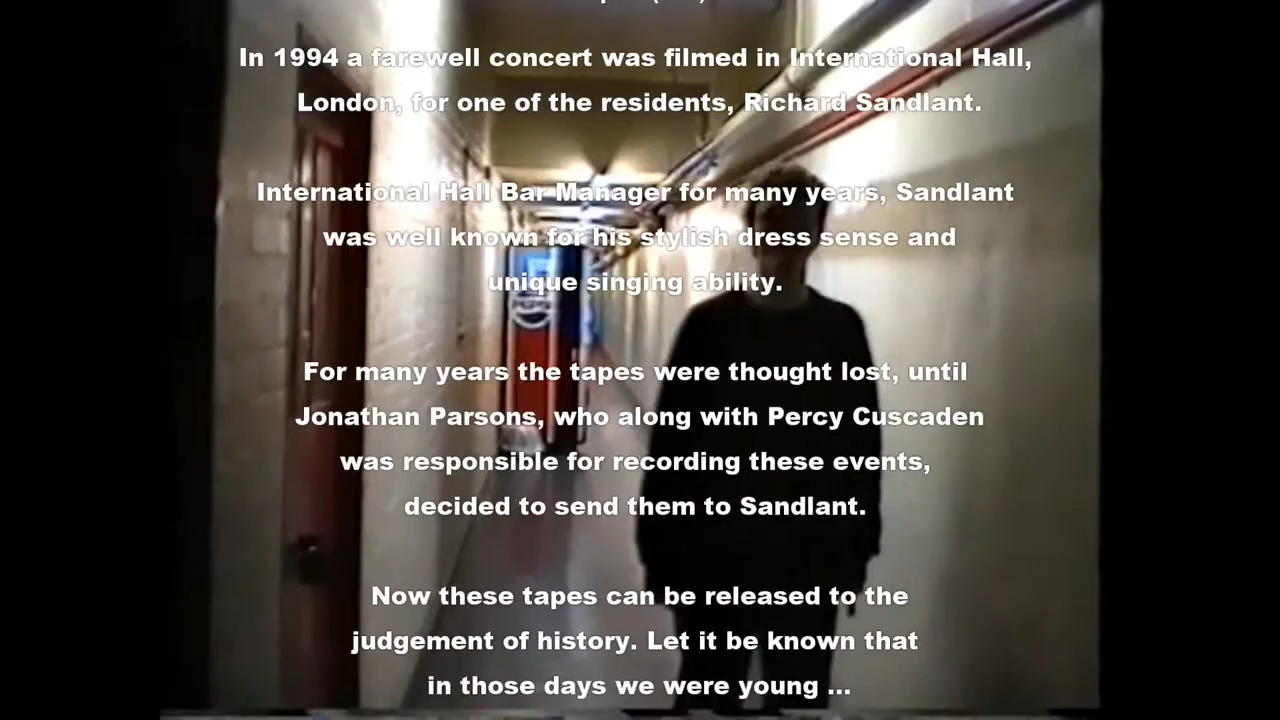 In 1994 a farewell concert was filmed in International Hall,
London, for one of the residents, Richard Sandlant.
International Hall Bar Manager for many years, Sandlant
was well known for his stylish dress sense and
unique singing ability.
PEPSI
For many years the tapes were thought lost, until
Jonathan Parsons, who along with Percy Cuscaden
was responsible for recording these events,
decided to send them to Sandlant.
Now these tapes can be released to the
judgement of history. Let it be known that
in those days we were young ...